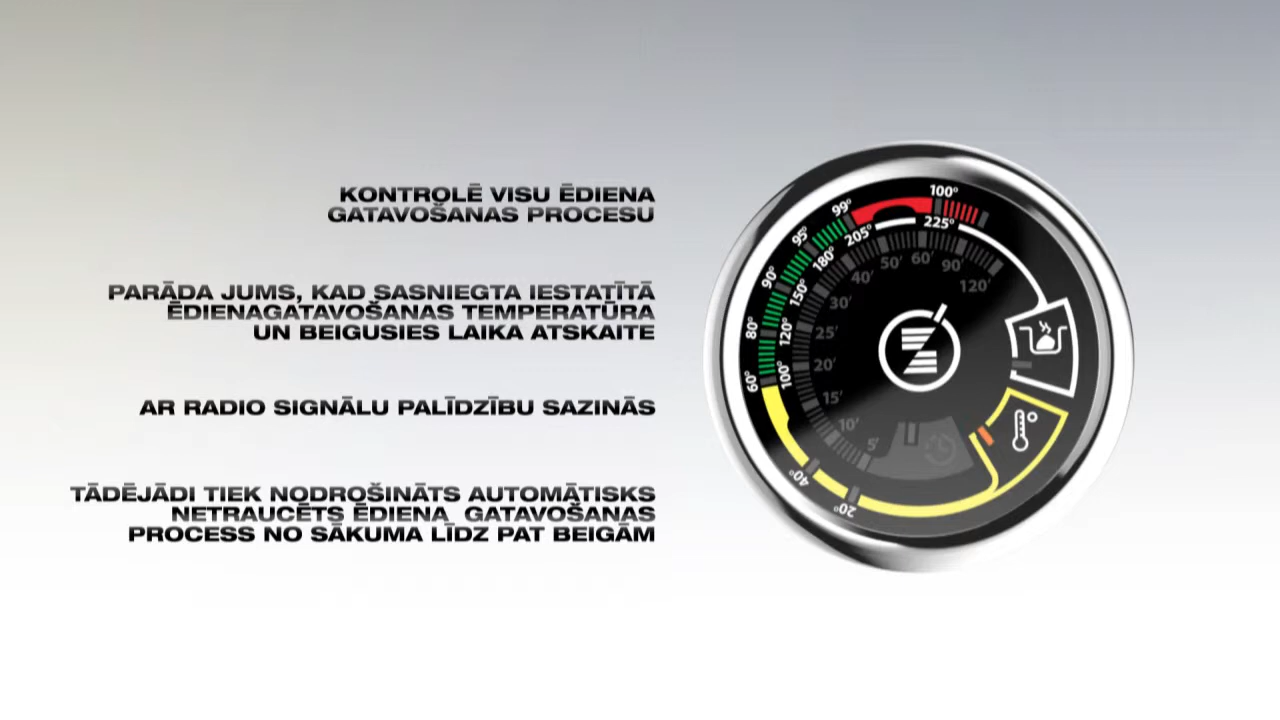 KONTROLĒ VISU ĒDIENA
GATAVOŠANAS PROCESU
PARĀDA JUMS, KAD SASNIEGTA IESTATĪTĀ
ĒDIENAGATAVOŠANAS TEMPERATŪRA
UN BEIGUSIES LAIKA ATSKAITE
AR RADIO SIGNĀLU PALĪDZĪBU SAZINĀS
TĀDĒJĀDI TIEK NODROŠINĀTS AUTOMĀTISKS
NETRAUCĒTS ĒDIENA GATAVOŠANAS
PROCESS NO SĀKUMA LĪDZ PAT BEIGĀM
20° 40° 60° 80° 90° 95° 99° 100°
100° 120° 150° 180° 205° 225°
5' 10' 15' 20' 25' 30' 40' 50' 60' 90' 120'